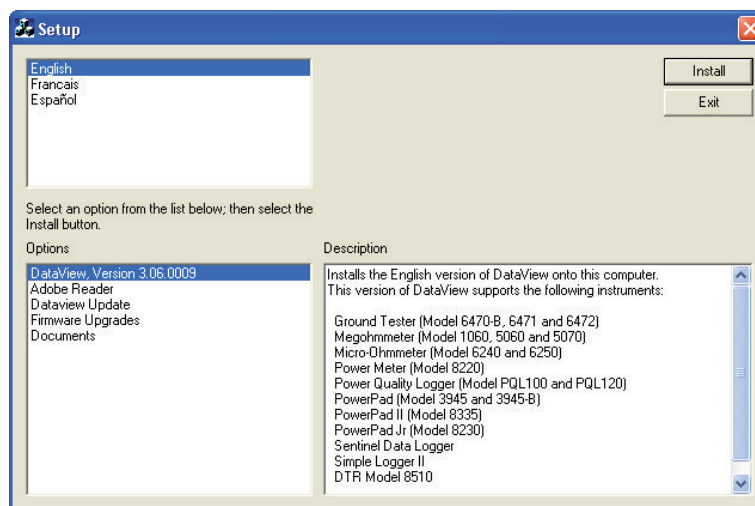 Setup
English
Francais
Español
Install
Exit
Select an option from the list below; then select the
Install button.
Options
DataView, Version 3.06.0009
Adobe Reader
Dataview Update
Firmware Upgrades
Documents
Description
Installs the English version of DataView onto this computer.
This version of DataView supports the following instruments:
Ground Tester (Model 6470-B, 6471 and 6472)
Megohmmeter (Model 1060, 5060 and 5070)
Micro-Ohmmeter (Model 6240 and 6250)
Power Meter (Model 8220)
Power Quality Logger (Model PQL100 and PQL120)
PowerPad (Model 3945 and 3945-B)
PowerPad II (Model 8335)
PowerPad Jr (Model 8230)
Sentinel Data Logger
Simple Logger II
DTR Model 8510